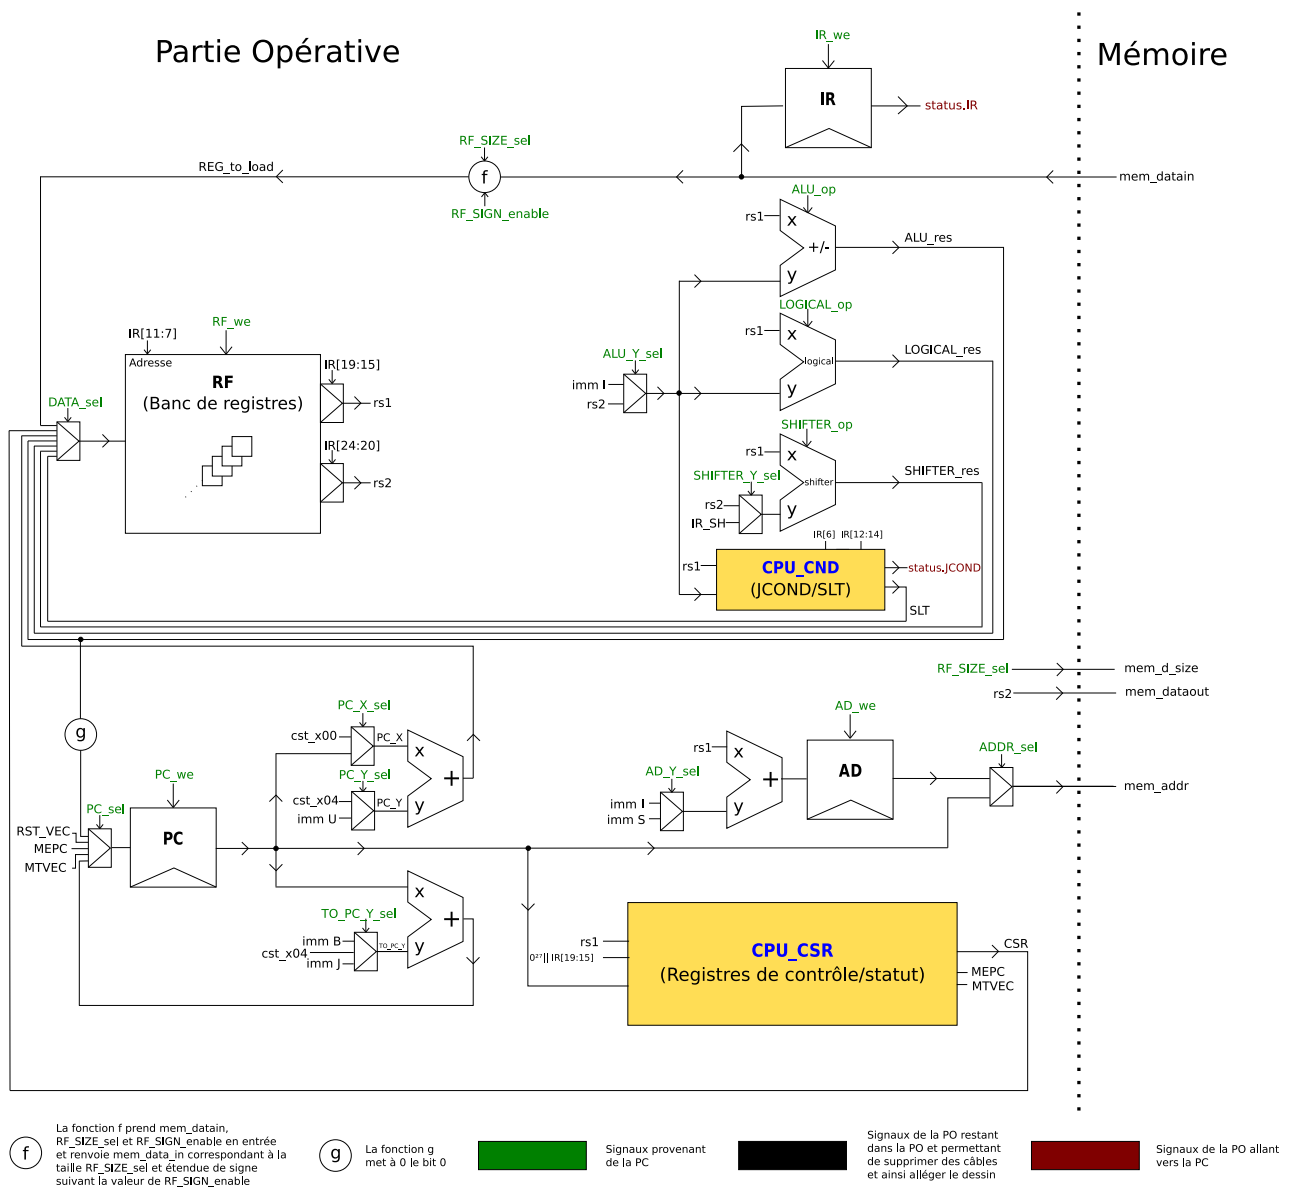 Partie Opérative
Mémoire
IR_we
IR
status.IR
RF_SIZE_sel
REG_to_load
f
mem_datain
RF_SIGN_enable
ALU_op
rs1
x
+/-
y
ALU_res
LOGICAL_op
rs1
x
logical
y
LOGICAL_res
ALU_Y_sel
imm I
rs2
IR[11:7]
RF_we
Adresse
RF
(Banc de registres)
IR[19:15]
rs1
IR[24:20]
rs2
DATA_sel
SHIFTER_op
rs1
x
shifter
y
SHIFTER_res
SHIFTER_Y_sel
rs2
IR_SH
IR[6]
IR[12:14]
rs1
CPU_CND
(JCOND/SLT)
status.JCOND
SLT
RF_SIZE_sel
mem_d_size
rs2
mem_dataout
g
PC_X_sel
cst_x00
PC_X
x
+
y
PC_Y_sel
cst_x04
PC_Y
imm U
AD_we
rs1
x
+
y
AD
AD_Y_sel
imm I
imm S
ADDR_sel
mem_addr
PC_we
PC_sel
PC
RST_VEC
MEPC
MTVEC
x
+
y
TO_PC_Y_sel
imm B
TO_PC_Y
cst_x04
imm J
rs1
0²⁷|| IR[19:15]
CPU_CSR
(Registres de contrôle/statut)
CSR
MEPC
MTVEC
f
La fonction f prend mem_datain,
RF_SIZE_sel et RF_SIGN_enable en entrée
et renvoie mem_data_in correspondant à la
taille RF_SIZE_sel et étendue de signe
suivant la valeur de RF_SIGN_enable
g
La fonction g
met à 0 le bit 0
Signaux provenant
de la PC
Signaux de la PO restant
dans la PO et permettant
de supprimer des câbles
et ainsi alléger le dessin
Signaux de la PO allant
vers la PC